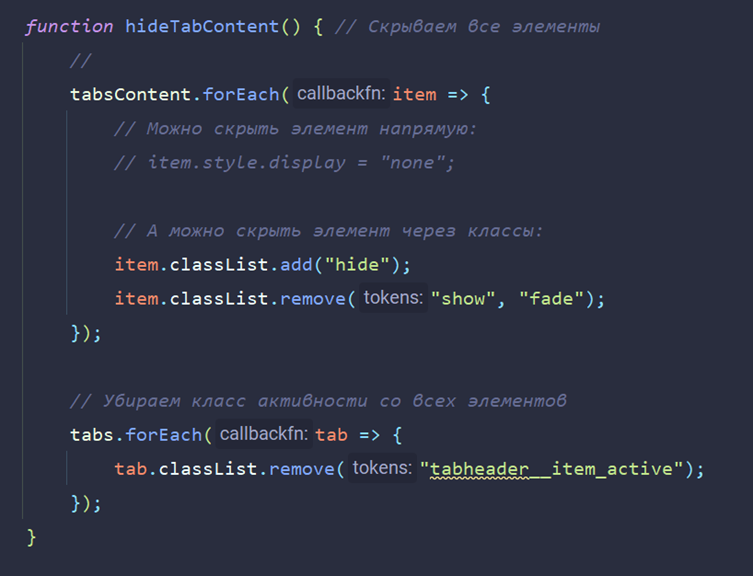 function hideTabContent() { // Скрываем все элементы
//
tabsContent.forEach( callbackfn: item => {
// Можно скрыть элемент напрямую:
// item.style.display = "none";
// А можно скрыть элемент через классы:
item.classList.add("hide");
item.classList.remove( tokens: "show", "fade");
});
// Убираем класс активности со всех элементов
tabs.forEach( callbackfn: tab => {
tab.classList.remove( tokens: "tabheader__item_active");
});
}